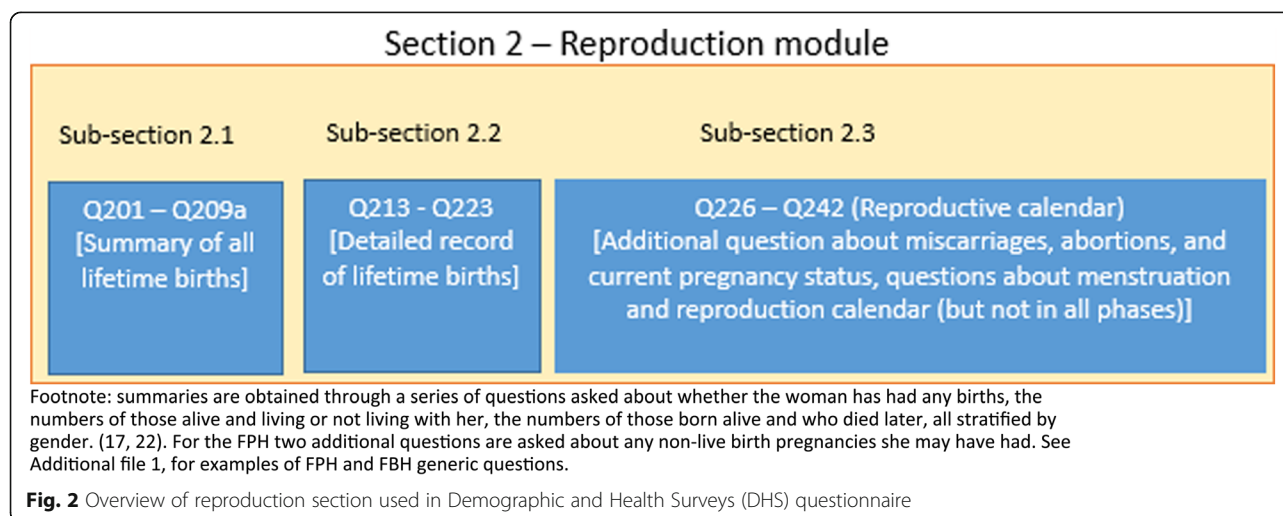 Section 2 – Reproduction module
Sub-section 2.1
Sub-section 2.2
Sub-section 2.3
Q201 – Q209a
[Summary of all
lifetime births]
Q213 - Q223
[Detailed record
of lifetime births]
Q226 – Q242 (Reproductive calendar)
[Additional question about miscarriages, abortions, and
current pregnancy status, questions about menstruation
and reproduction calendar (but not in all phases)]
Footnote: summaries are obtained through a series of questions asked about whether the woman has had any births, the
numbers of those alive and living or not living with her, the numbers of those born alive and who died later, all stratified by
gender. (17, 22). For the FPH two additional questions are asked about any non-live birth pregnancies she may have had. See
Additional file 1, for examples of FPH and FBH generic questions.
Fig. 2 Overview of reproduction section used in Demographic and Health Surveys (DHS) questionnaire